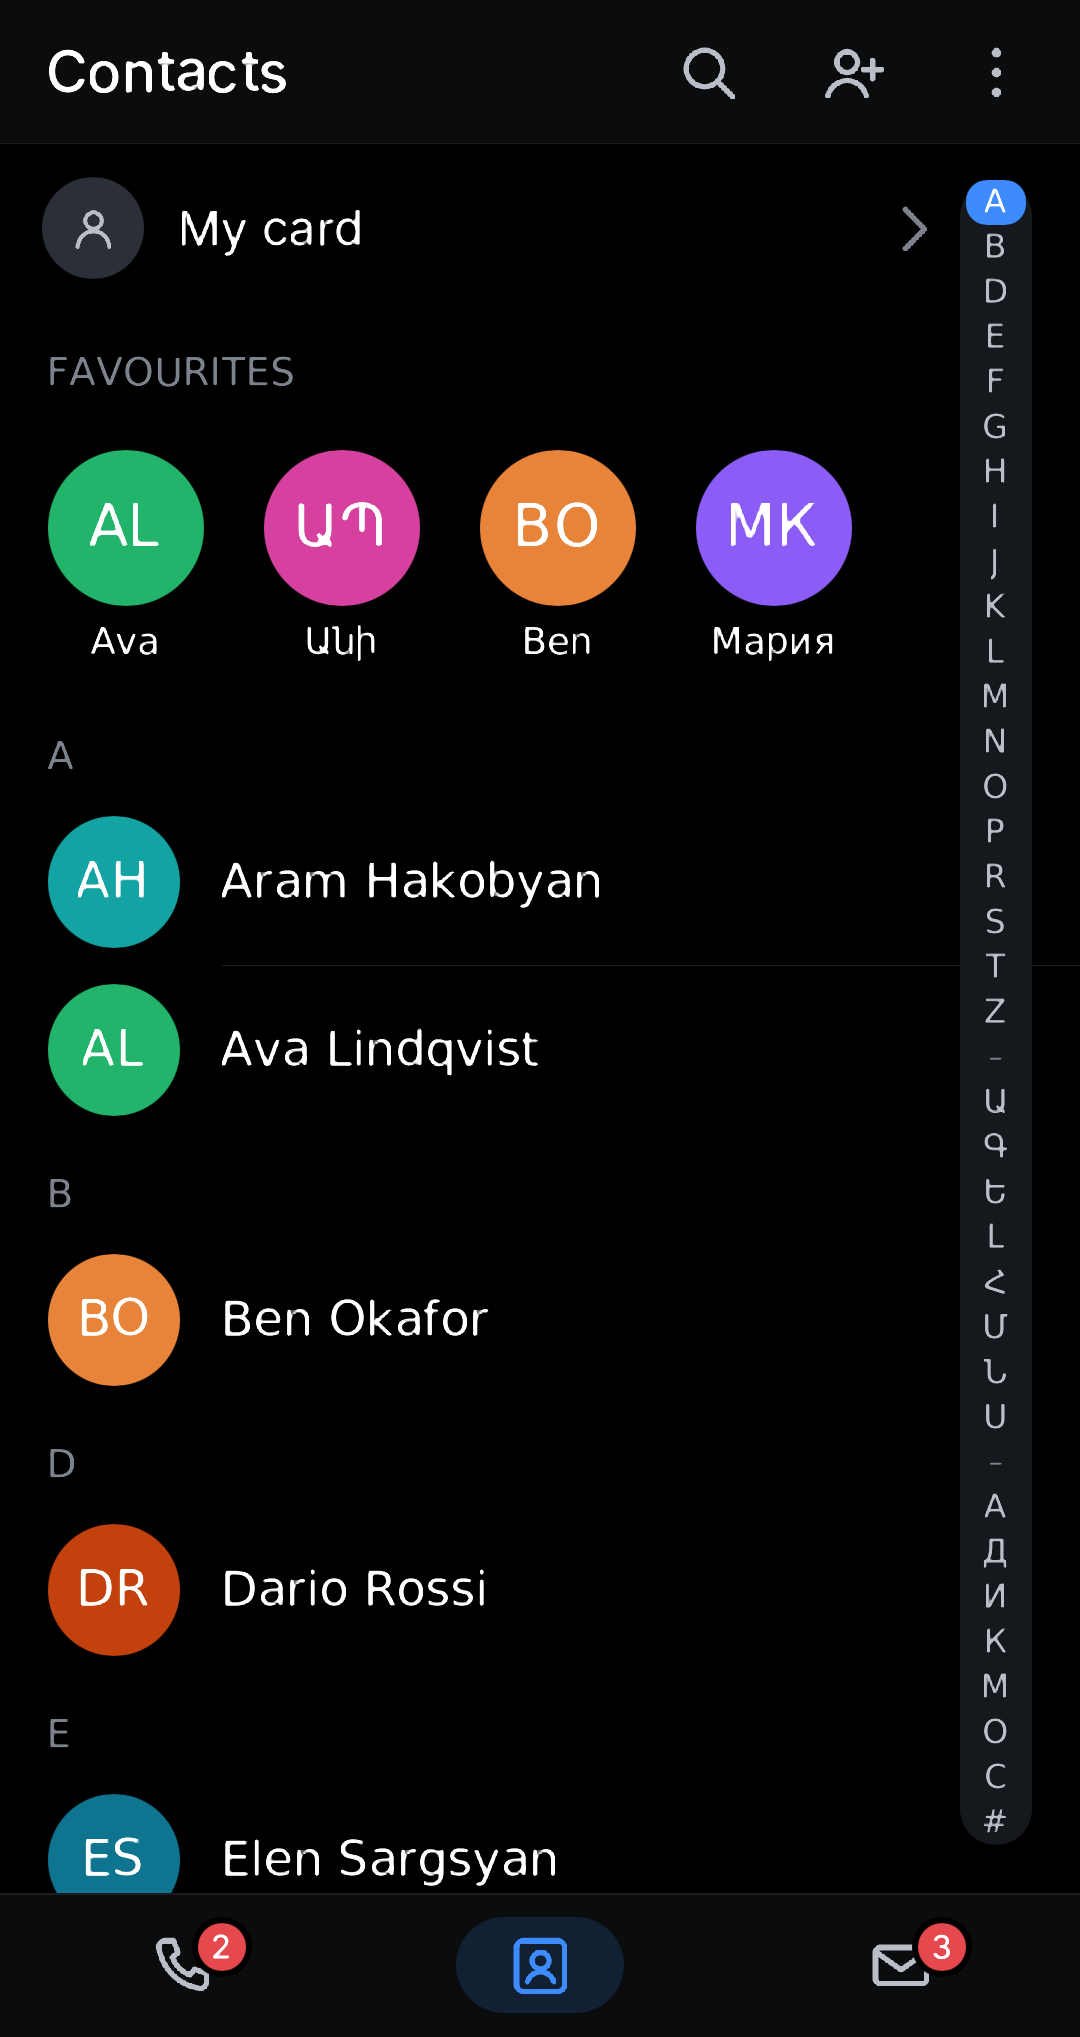 Contacts
My card
FAVOURITES
AL
ԱՊ
BO
МК
Ava
Անի
Ben
Мария
A
AH
Aram Hakobyan
AL
Ava Lindqvist
B
BO
Ben Okafor
D
DR
Dario Rossi
E
ES
Elen Sargsyan
A
B
D
E
F
G
H
I
J
K
L
M
N
O
P
R
S
T
Z
-
Ա
Գ
Ե
Լ
Հ
Մ
Ն
Ս
-
А
Д
И
К
М
О
С
#
2
3